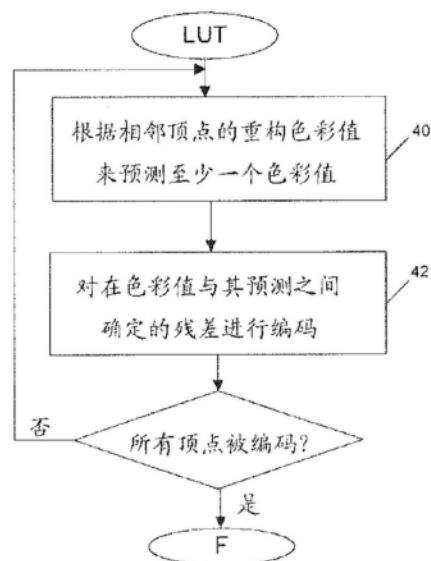 LUT
根据相邻顶点的重构色彩值
来预测至少一个色彩值
40
对在色彩值与其预测之间
确定的残差进行编码
42
所有顶点被编码?
否
是
F